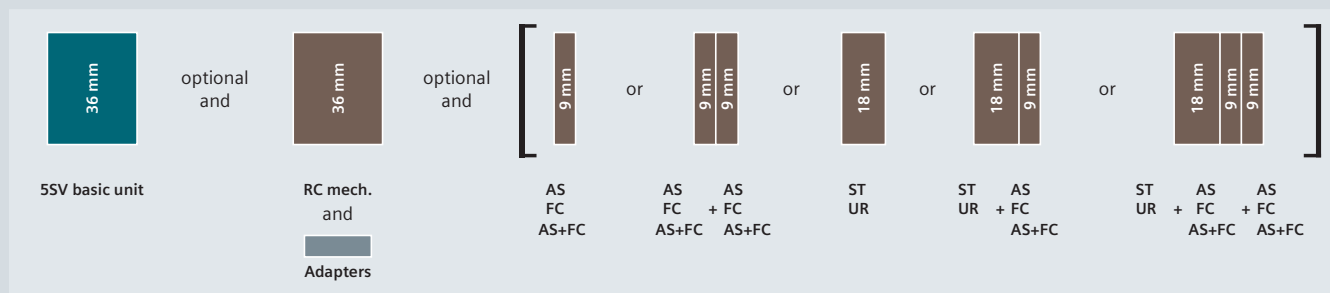 36 mm
optional
and
36 mm
optional
and
9 mm
or
9 mm
9 mm
or
18 mm
or
18 mm
9 mm
or
18 mm
9 mm
9 mm
5SV basic unit
RC mech.
and
Adapters
AS
FC
AS+FC
AS AS
FC + FC
AS+FC AS+FC
ST
UR
ST AS
UR + FC
AS+FC
ST AS AS
UR + FC + FC
AS+FC AS+FC